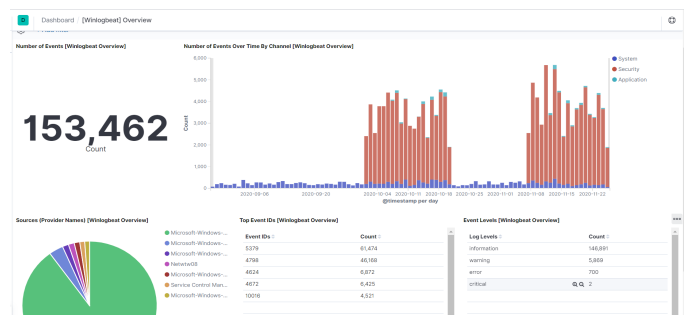 D Dashboard / [Winlogbeat] Overview
Number of Events [Winlogbeat Overview]
153,462
Count
Number of Events Over Time By Channel [Winlogbeat Overview]
6,000
5,000
4,000
3,000
2,000
1,000
0
Count
2020-09-06 2020-09-20 2020-10-04 2020-10-11 2020-10-18 2020-10-25 2020-11-01 2020-11-08 2020-11-15 2020-11-22
@timestamp per day
System
Security
Application
Sources (Provider Names) [Winlogbeat Overview]
Microsoft-Windows-...
Microsoft-Windows-...
Microsoft-Windows-...
Netwtw08
Microsoft-Windows-...
Service Control Man...
Microsoft-Windows-...
Top Event IDs [Winlogbeat Overview]
Event IDs Count
5379 61,474
4798 46,188
4624 6,872
4672 6,425
10016 4,521
Event Levels [Winlogbeat Overview]
Log Levels Count
information 146,891
warning 5,869
error 700
critical 2